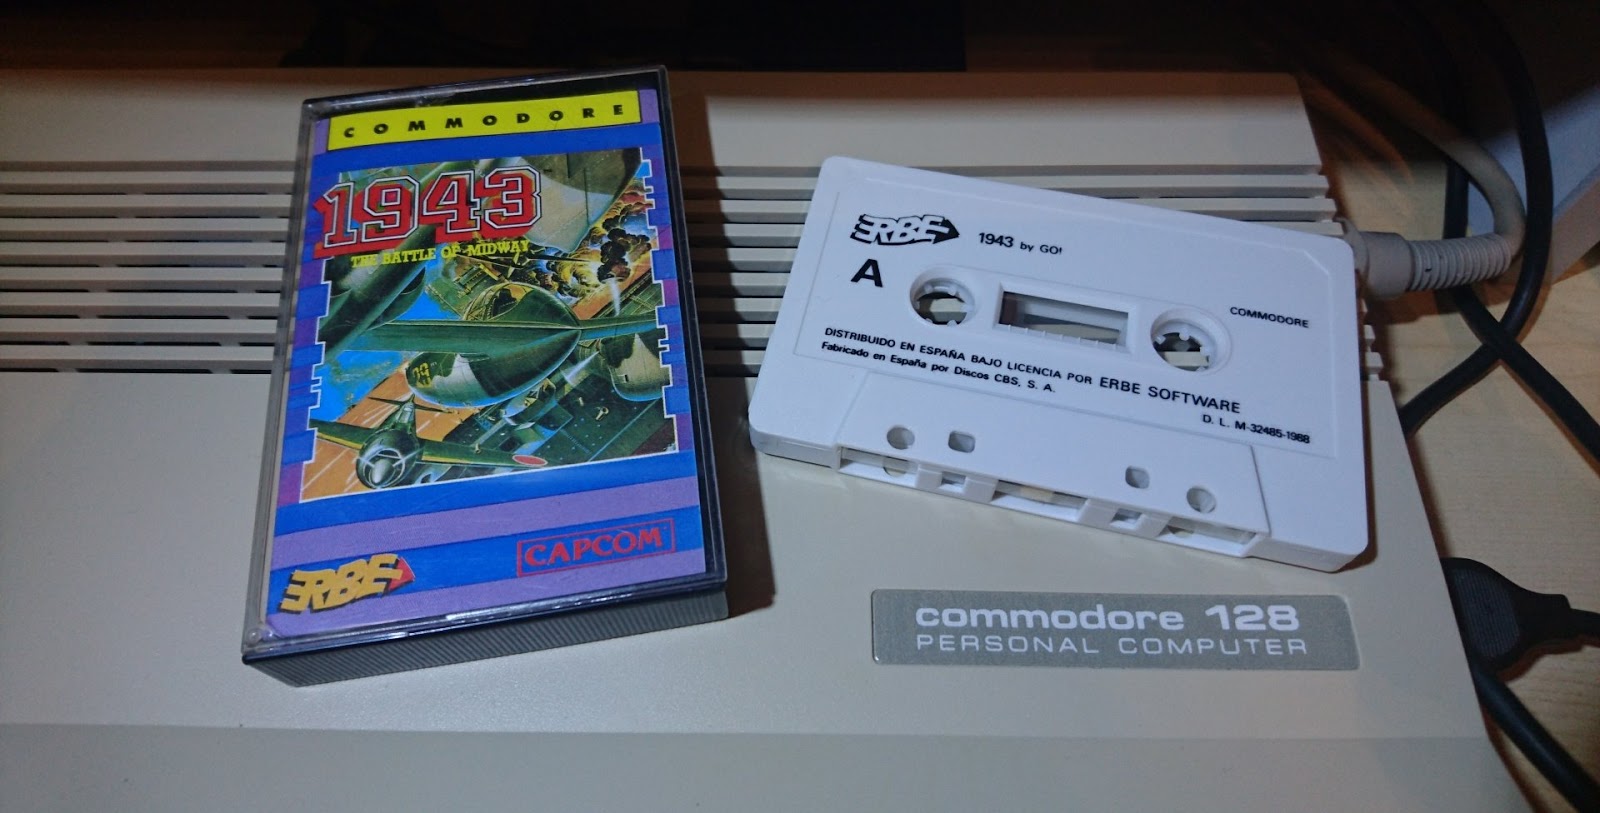 COMMODORE
1943
THE BATTLE OF MIDWAY
ERBE
CAPCOM
ERBE
1943 by GO!
A
COMMODORE
DISTRIBUIDO EN ESPAÑA BAJO LICENCIA POR ERBE SOFTWARE
Fabricado en España por Discos CBS, S. A.
D. L. M-32485-1988
commodore 128
PERSONAL COMPUTER